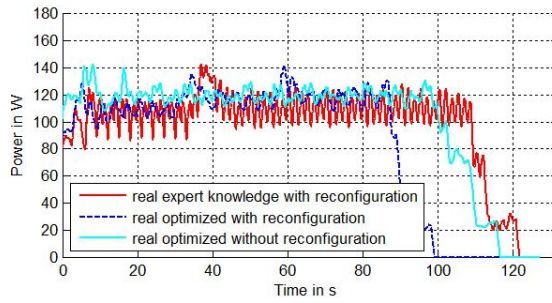 180
160
140
120
100
80
60
40
20
0
Power in W
real expert knowledge with reconfiguration
real optimized with reconfiguration
real optimized without reconfiguration
0 20 40 60 80 100 120
Time in s